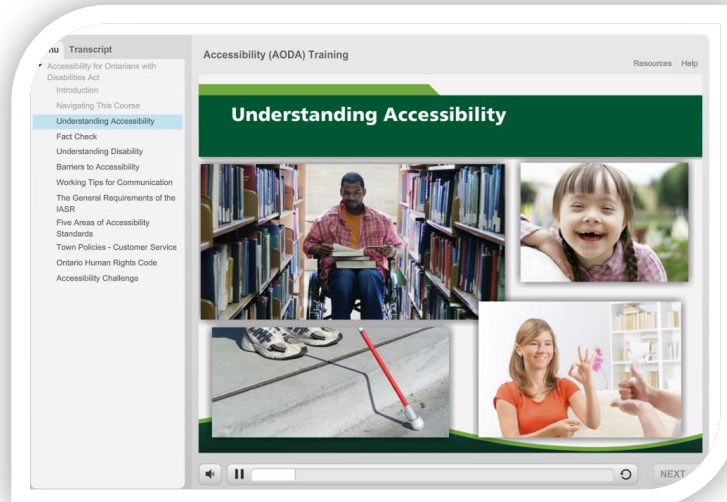 Transcript
Accessibility (AODA) Training
Resources
Help
Accessibility for Ontarians with
Disabilities Act
Introduction
Navigating This Course
Understanding Accessibility
Fact Check
Understanding Disability
Barriers to Accessibility
Working Tips for Communication
The General Requirements of the
IASR
Five Areas of Accessibility
Standards
Town Policies - Customer Service
Ontario Human Rights Code
Accessibility Challenge
Understanding Accessibility
NEXT